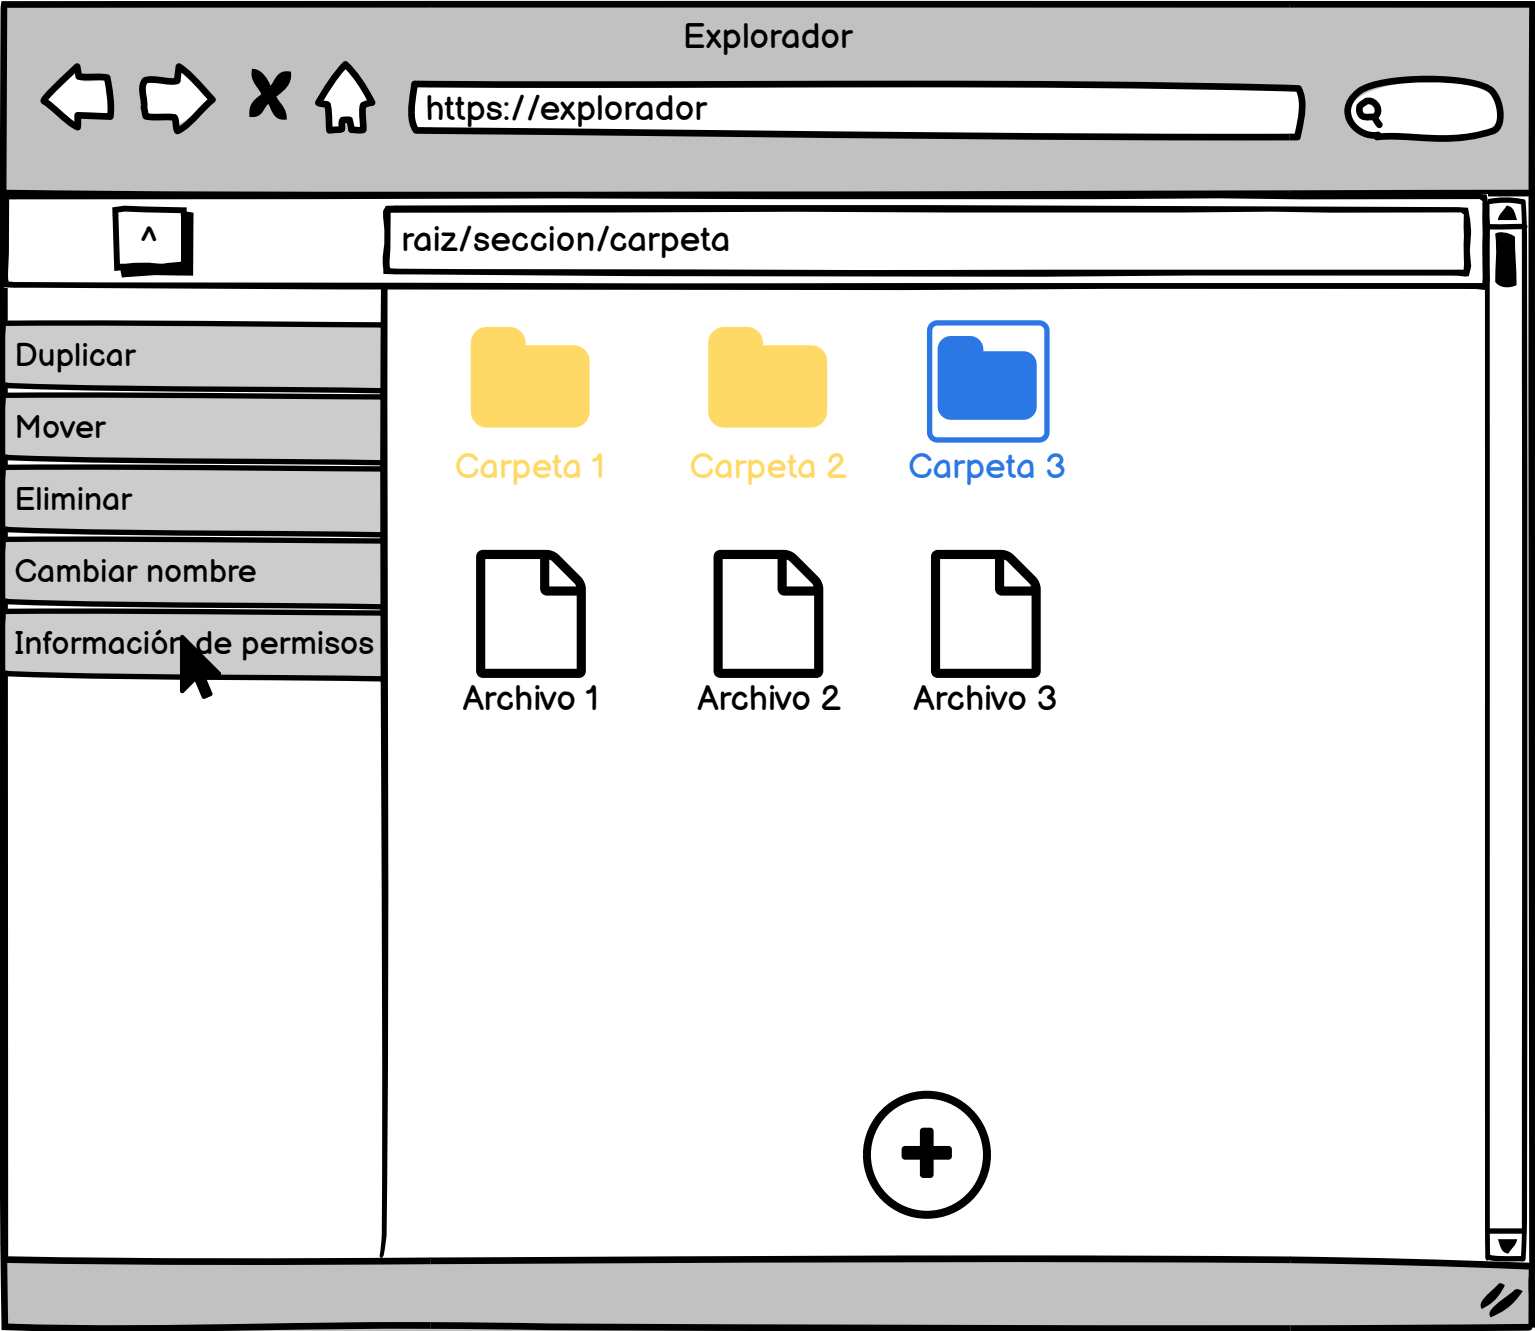 Explorador
https://explorador
^
raiz/seccion/carpeta
Duplicar
Mover
Eliminar
Cambiar nombre
Información de permisos
Carpeta 1
Carpeta 2
Carpeta 3
Archivo 1
Archivo 2
Archivo 3